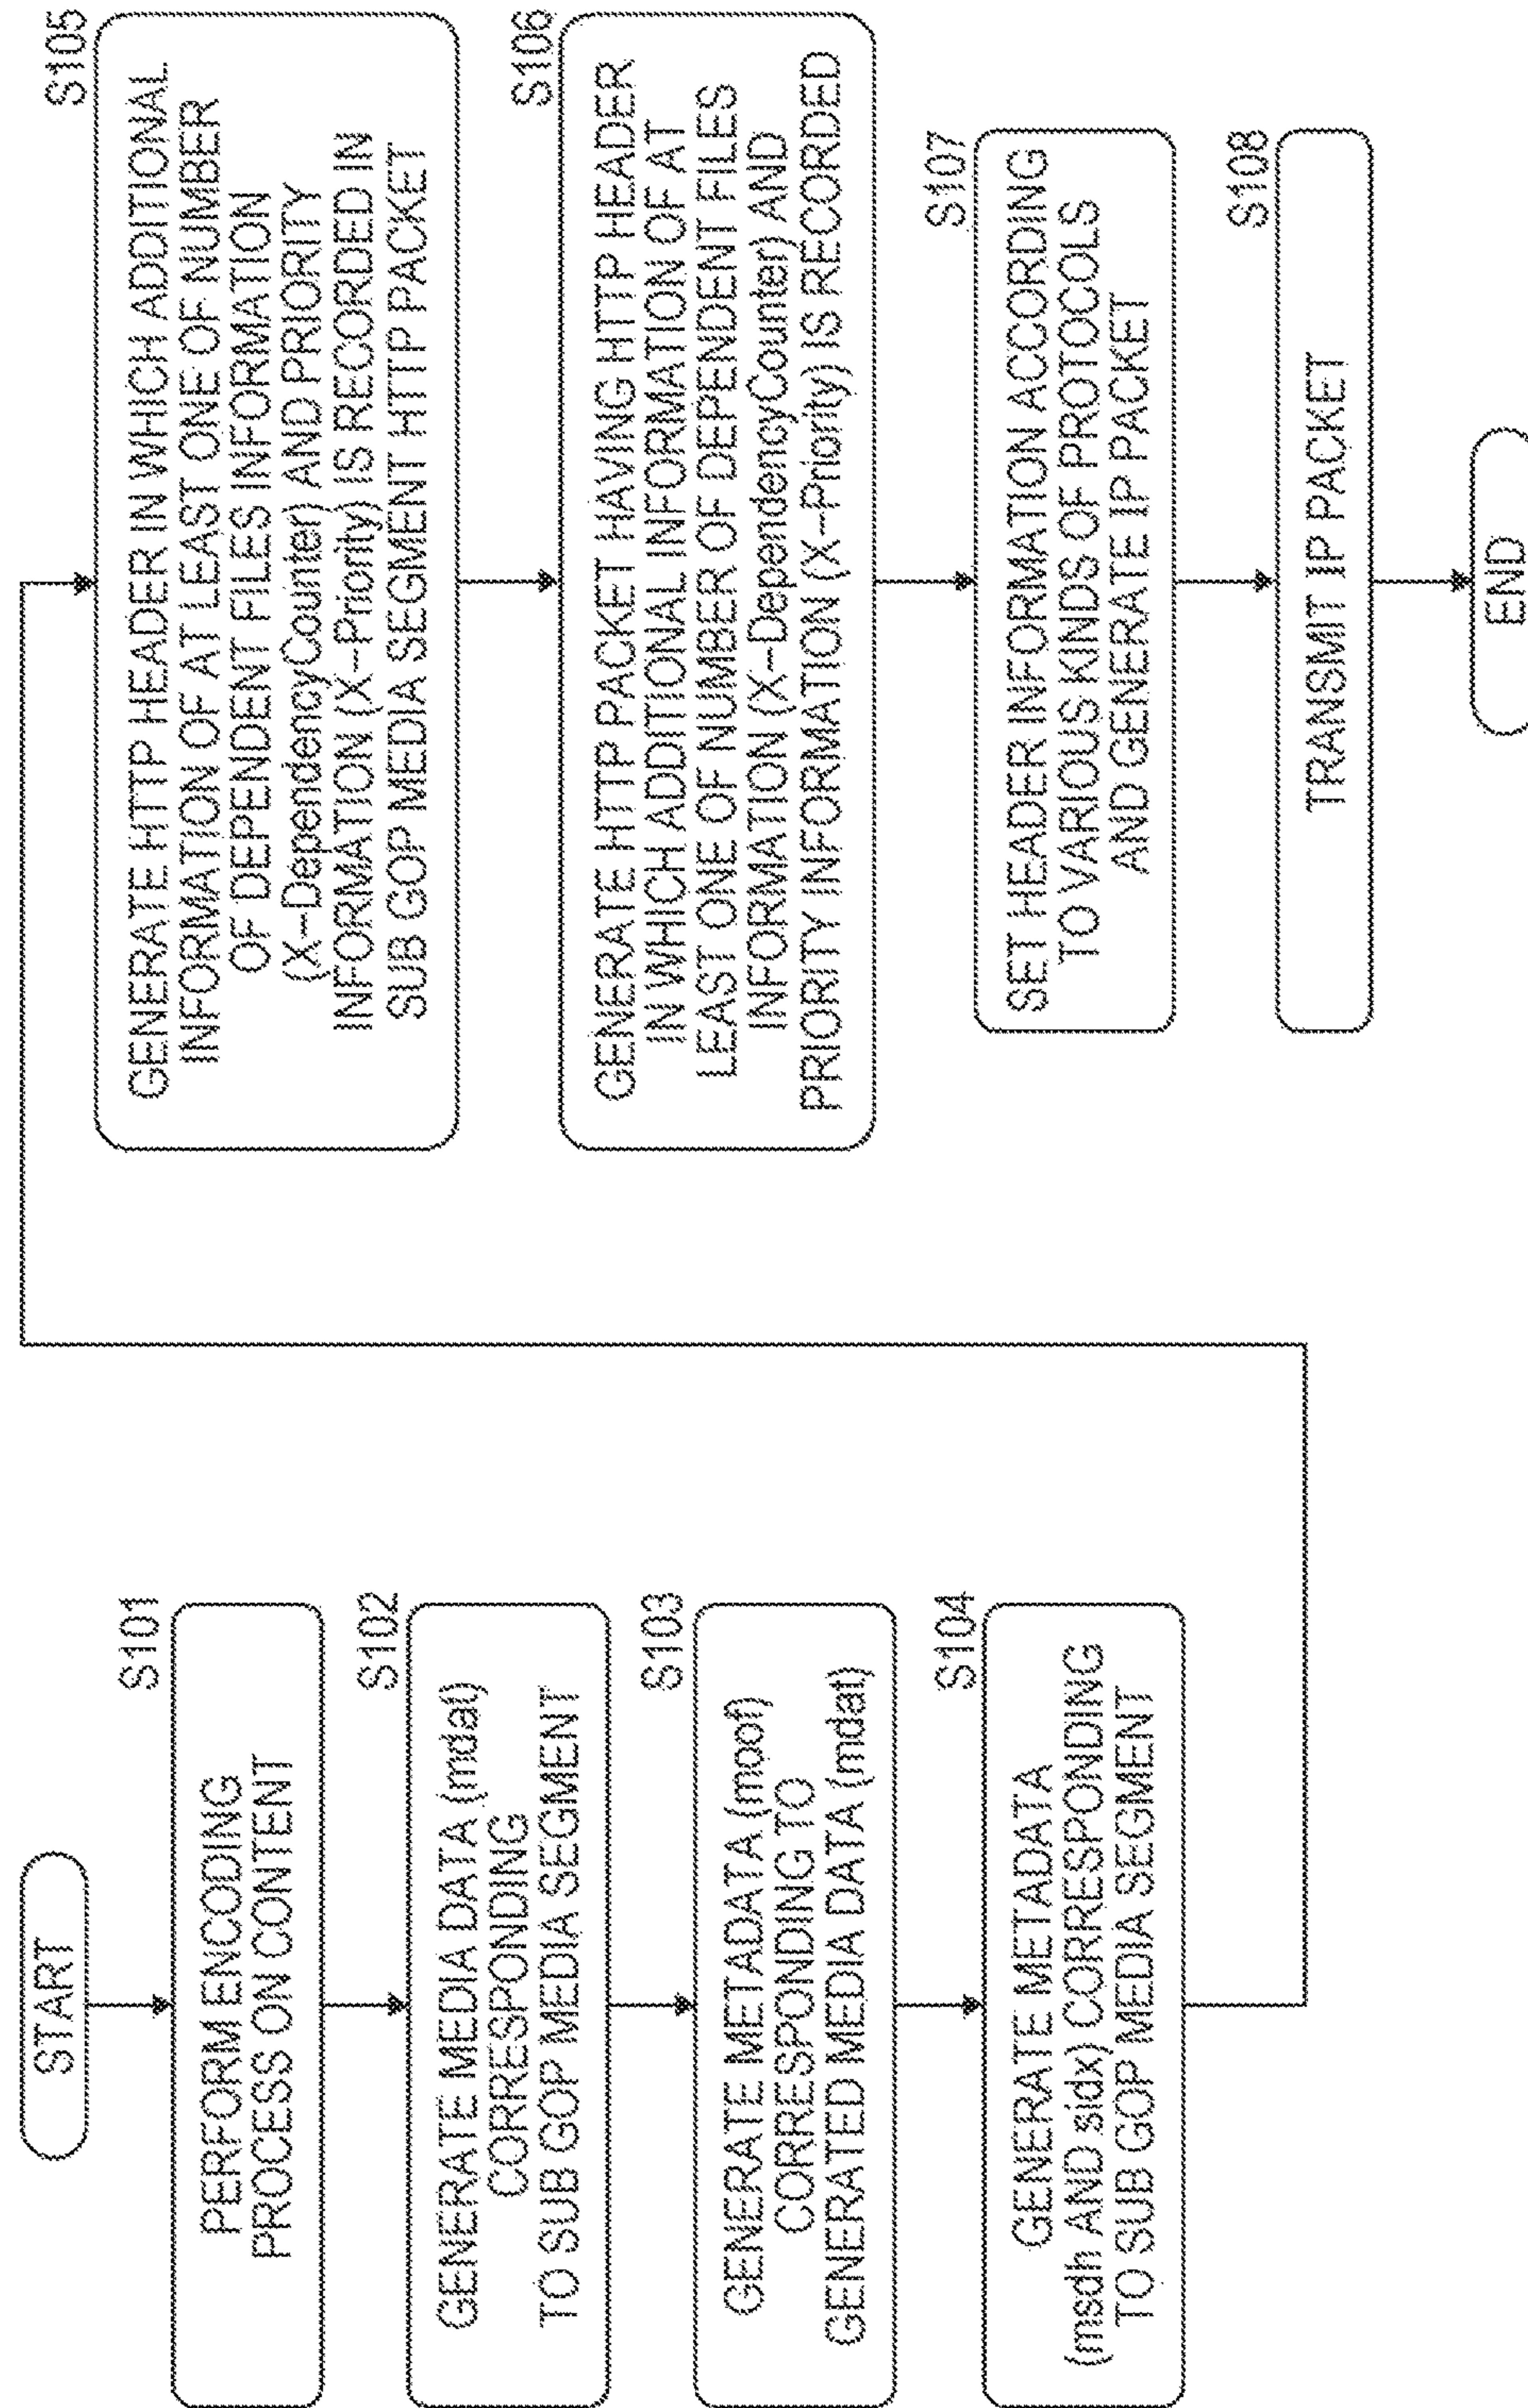 START
S101
PERFORM ENCODING
PROCESS ON CONTENT
S102
GENERATE MEDIA DATA (mdat)
CORRESPONDING
TO SUB GOP MEDIA SEGMENT
S103
GENERATE METADATA (moof)
CORRESPONDING TO
GENERATED MEDIA DATA (mdat)
S104
GENERATE METADATA
(msdh AND sidx) CORRESPONDING
TO SUB GOP MEDIA SEGMENT
S105
GENERATE HTTP HEADER IN WHICH ADDITIONAL
INFORMATION OF AT LEAST ONE OF NUMBER
OF DEPENDENT FILES INFORMATION
(X-DependencyCounter) AND PRIORITY
INFORMATION (X-Priority) IS RECORDED IN
SUB GOP MEDIA SEGMENT HTTP PACKET
S106
GENERATE HTTP PACKET HAVING HTTP HEADER
IN WHICH ADDITIONAL INFORMATION OF AT
LEAST ONE OF NUMBER OF DEPENDENT FILES
INFORMATION (X-DependencyCounter) AND
PRIORITY INFORMATION (X-Priority) IS RECORDED
S107
SET HEADER INFORMATION ACCORDING
TO VARIOUS KINDS OF PROTOCOLS
AND GENERATE IP PACKET
S108
TRANSMIT IP PACKET
END